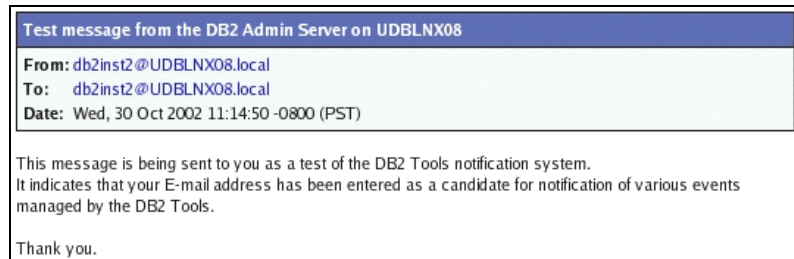 Test message from the DB2 Admin Server on UDBLNX08
From: db2inst2@UDBLNX08.local
To: db2inst2@UDBLNX08.local
Date: Wed, 30 Oct 2002 11:14:50 -0800 (PST)
This message is being sent to you as a test of the DB2 Tools notification system.
It indicates that your E-mail address has been entered as a candidate for notification of various events
managed by the DB2 Tools.
Thank you.